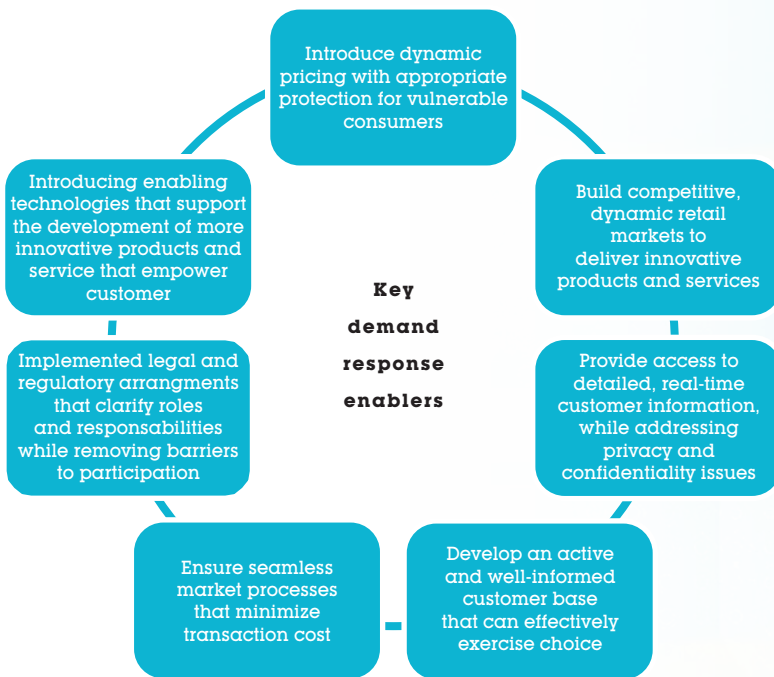 Introduce dynamic
pricing with appropriate
protection for vulnerable
consumers
Build competitive,
dynamic retail
markets to
deliver innovative
products and services
Provide access to
detailed, real-time
customer information,
while addressing
privacy and
confidentiality issues
Develop an active
and well-informed
customer base
that can effectively
exercise choice
Ensure seamless
market processes
that minimize
transaction cost
Implemented legal and
regulatory arrangments
that clarify roles
and responsabilities
while removing barriers
to participation
Introducing enabling
technologies that support
the development of more
innovative products and
service that empower
customer
Key
demand
response
enablers